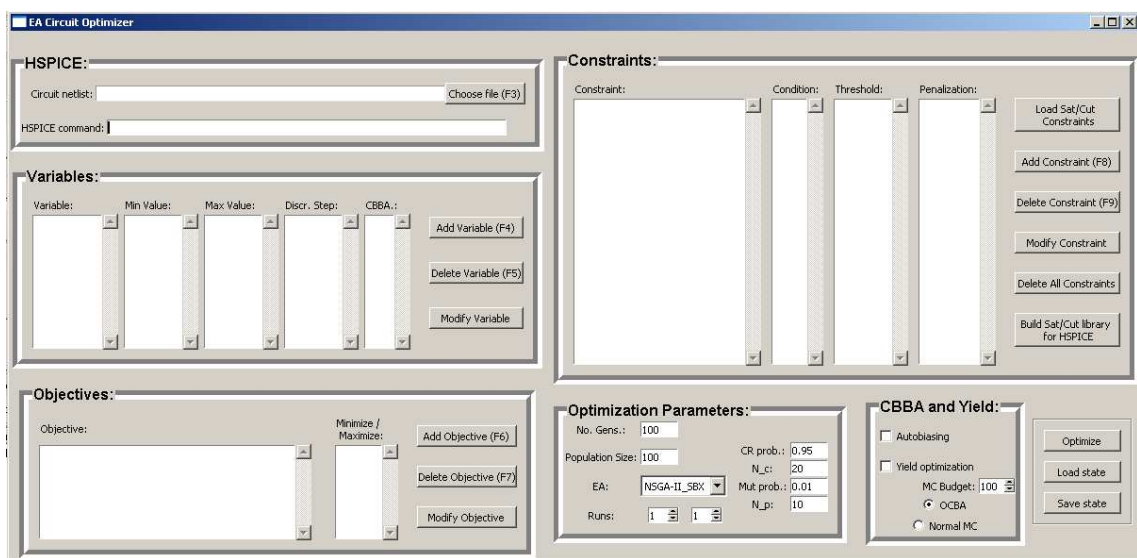 EA Circuit Optimizer
HSPICE:
Circuit netlist:
Choose file (F3)
HSPICE command:
Variables:
Variable: Min Value: Max Value: Discr. Step: CBBA.:
Add Variable (F4)
Delete Variable (F5)
Modify Variable
Objectives:
Objective:
Minimize /
Maximize:
Add Objective (F6)
Delete Objective (F7)
Modify Objective
Constraints:
Constraint: Condition: Threshold: Penalization:
Load Sat/Cut
Constraints
Add Constraint (F8)
Delete Constraint (F9)
Modify Constraint
Delete All Constraints
Build Sat/Cut library
for HSPICE
Optimization Parameters:
No. Gens.: 100
Population Size: 100
EA: NSGA-II_SBX
Runs: 1 1
CR prob.: 0.95
N_c: 20
Mut prob.: 0.01
N_p: 10
CBBA and Yield:
Autobiasing
Yield optimization
MC Budget: 100
OCBA
Normal MC
Optimize
Load state
Save state